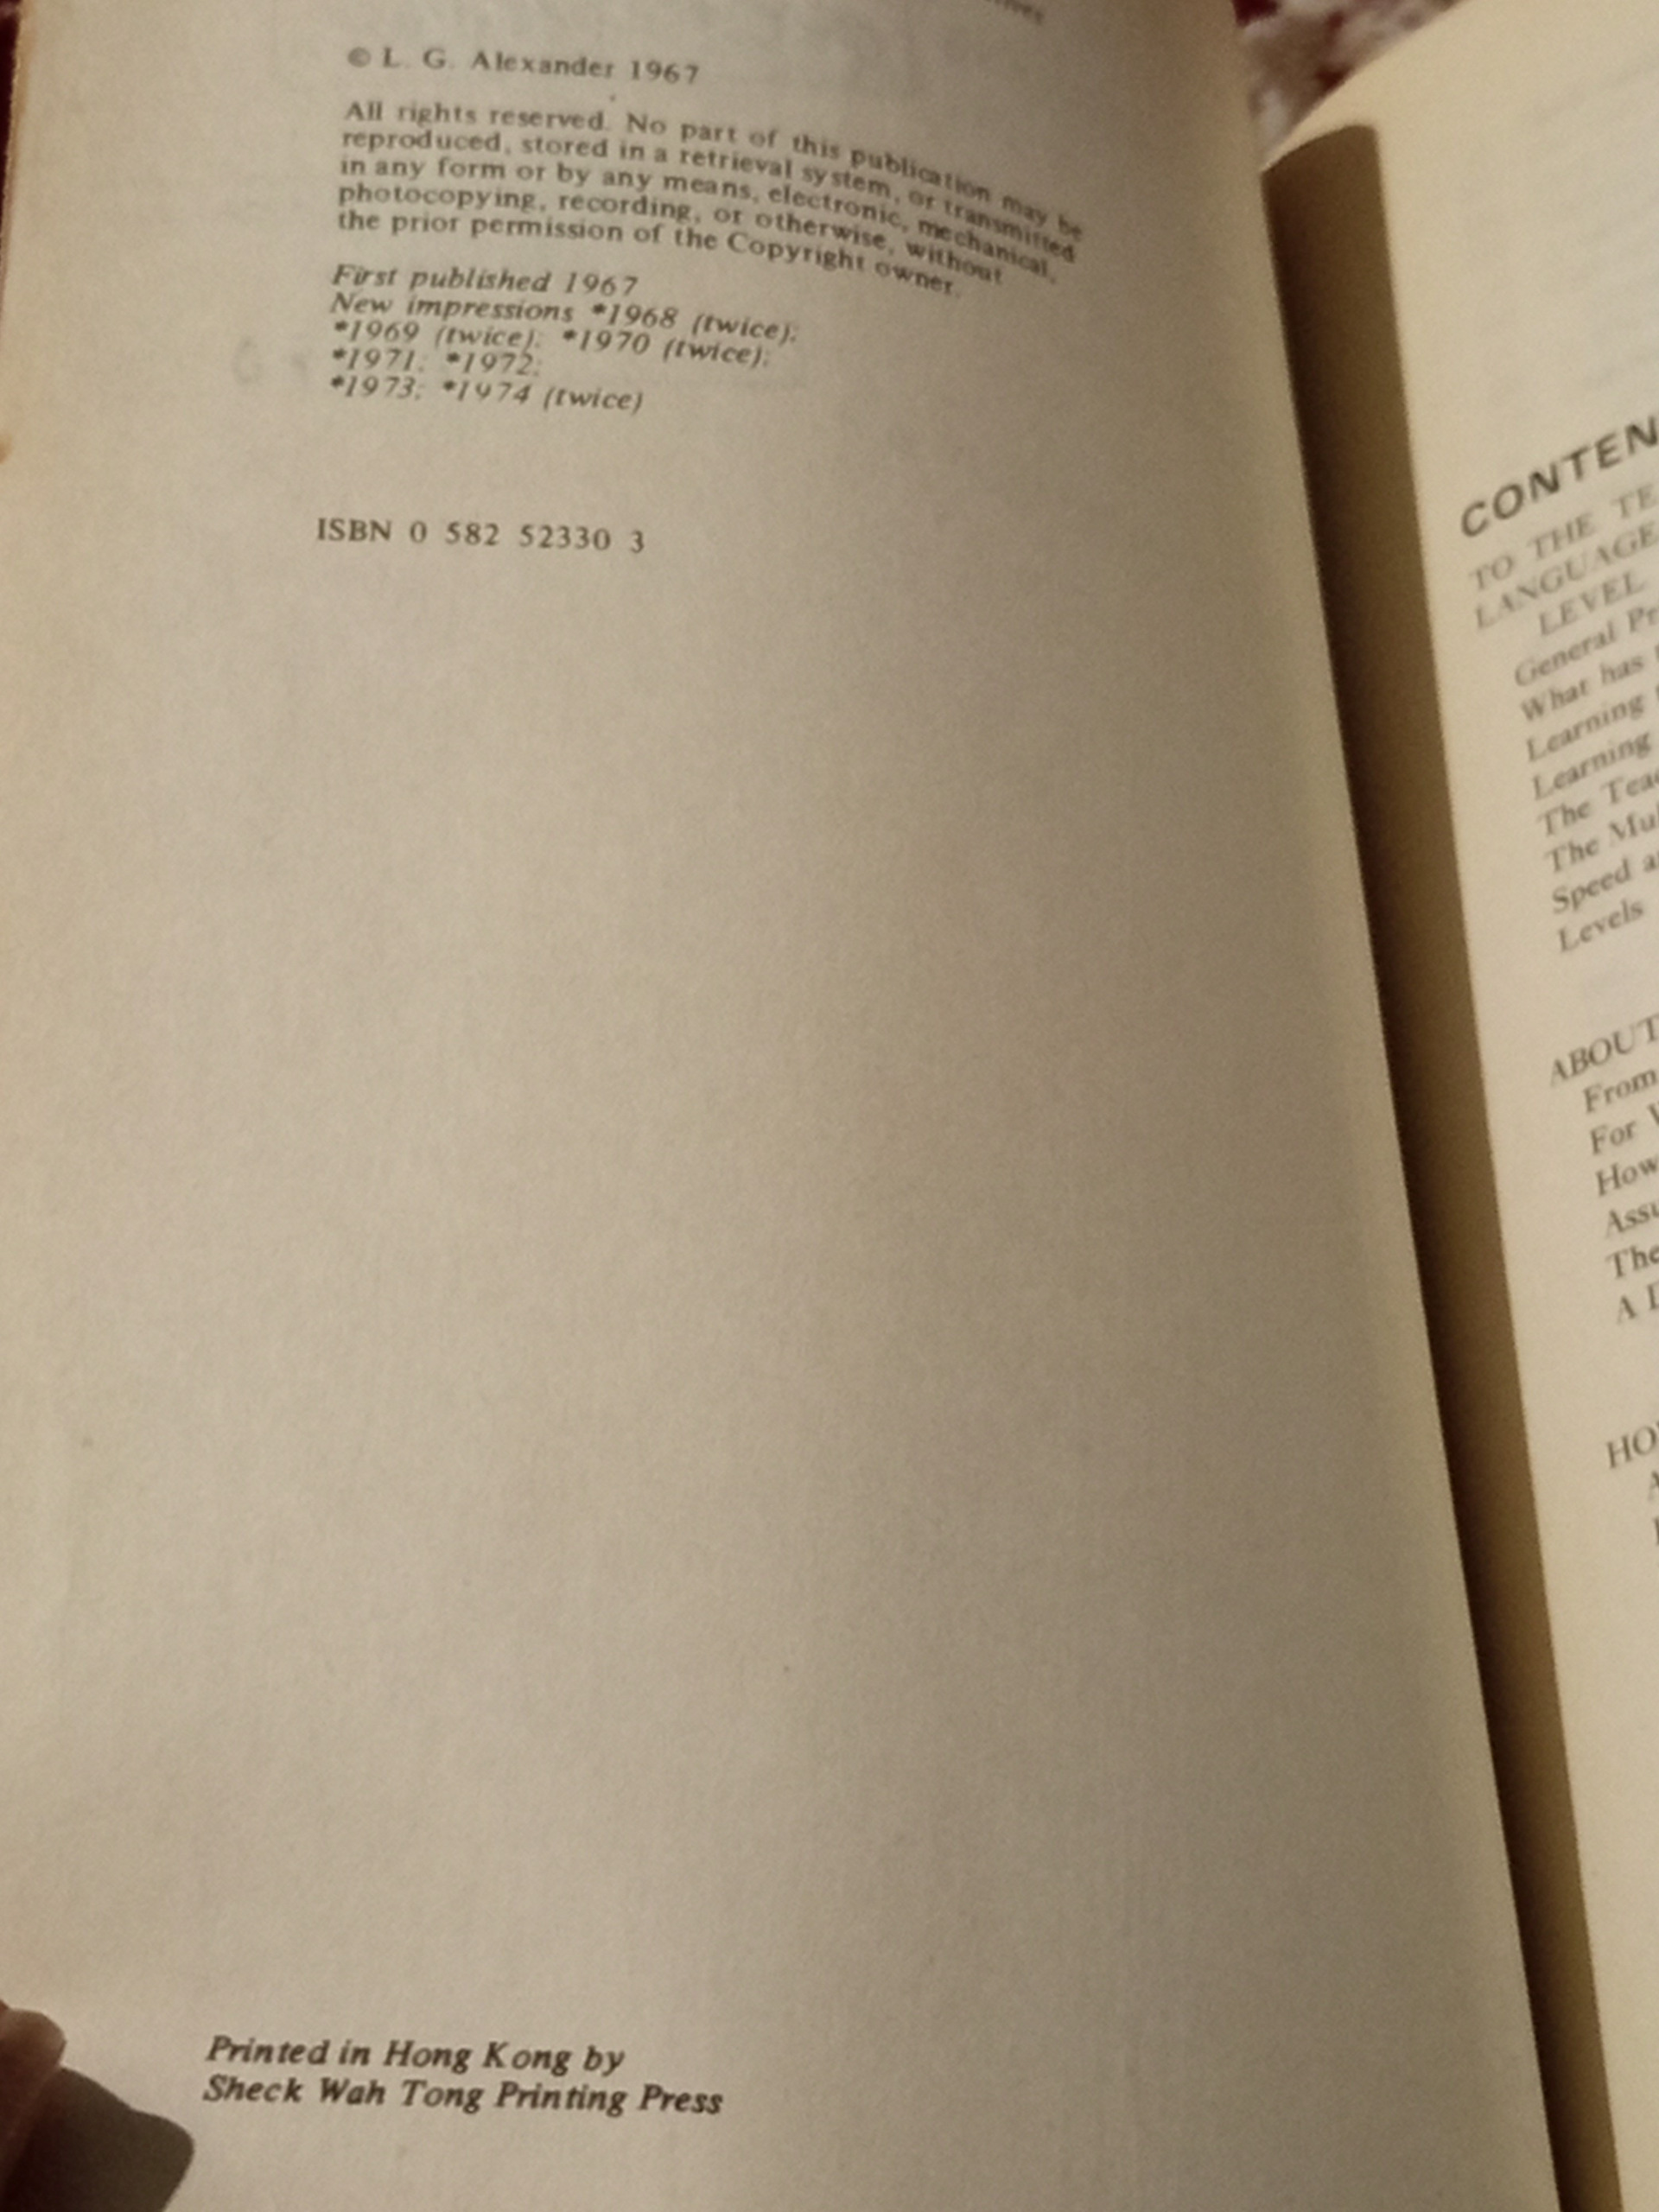 © L. G. Alexander 1967
All rights reserved. No part of this publication may be
reproduced, stored in a retrieval system, or transmitted
in any form or by any means, electronic, mechanical,
photocopying, recording, or otherwise, without
the prior permission of the Copyright owner.
First published 1967
New impressions *1968 (twice);
*1969 (twice); *1970 (twice);
*1971; *1972;
*1973; *1974 (twice)
ISBN 0 582 52330 3
Printed in Hong Kong by
Sheck Wah Tong Printing Press
CONTEN
TO THE TE
LANGUAGE
LEVEL
General Pr
What has
Learning
Learning
The Tea
The Mul
Speed a
Levels
ABOUT
From
For
How
Assu
The
A
HO